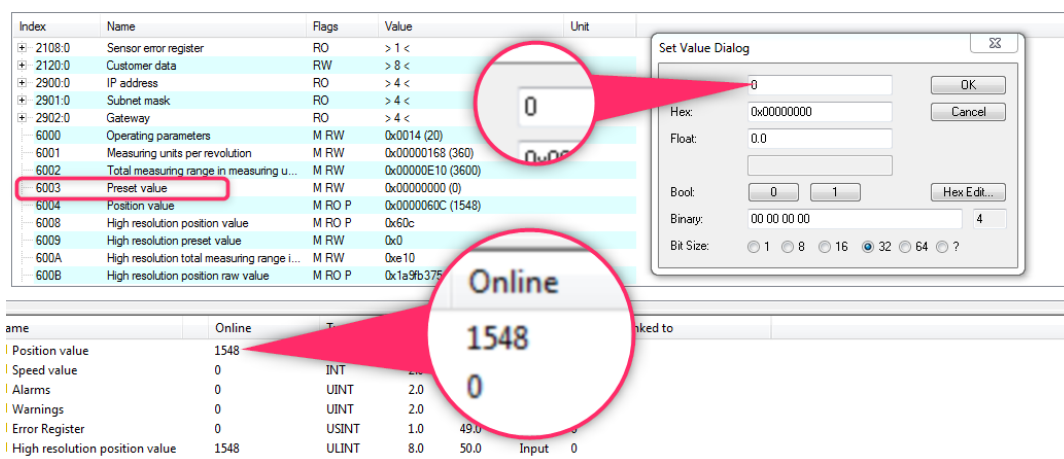 Index Name Flags Value Unit
2108:0 Sensor error register RO > 1 <
2120:0 Customer data RW > 8 <
2900:0 IP address RO > 4 <
2901:0 Subnet mask RO > 4 <
2902:0 Gateway RO > 4 <
6000 Operating parameters M RW 0x0014 (20)
6001 Measuring units per revolution M RW 0x00000168 (360)
6002 Total measuring range in measuring u... M RW 0x00000E10 (3600)
6003 Preset value M RW 0x00000000 (0)
6004 Position value M RO P 0x0000060C (1548)
6008 High resolution position value M RO P 0x60c
6009 High resolution preset value M RW 0x0
600A High resolution total measuring range i... M RW 0xe10
600B High resolution position raw value M RO P 0x1a9fb375
0
Set Value Dialog
0 OK
Hex: 0x00000000 Cancel
Float: 0.0
Bool: 0 1 Hex Edit...
Binary: 00 00 00 00 4
Bit Size: 1 8 16 32 64 ?
Online
1548
0
ame Online nked to
Position value 1548
Speed value 0 INT 2.0
Alarms 0 UINT 2.0
Warnings 0 UINT 2.0
Error Register 0 USINT 1.0 49.0
High resolution position value 1548 ULINT 8.0 50.0 Input 0